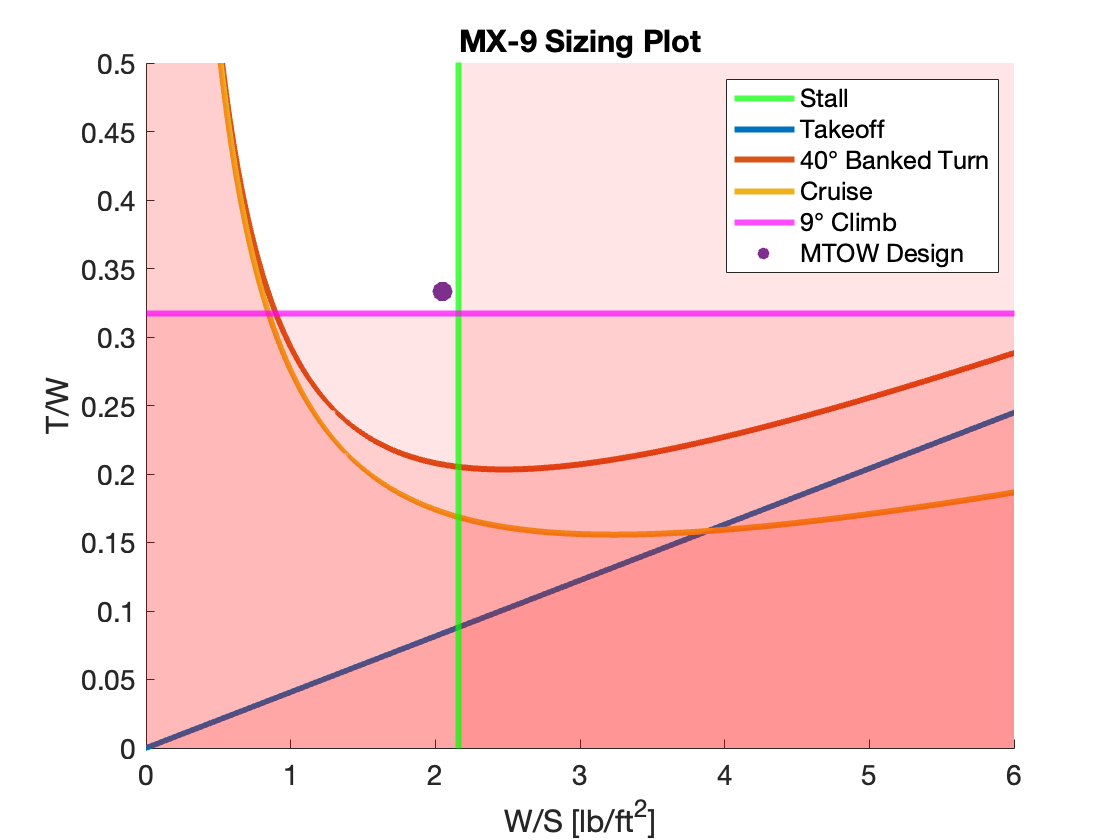 MX-9 Sizing Plot
0.5
0.45
0.4
0.35
0.3
0.25
0.2
0.15
0.1
0.05
0
T/W
Stall
Takeoff
40° Banked Turn
Cruise
9° Climb
MTOW Design
0 1 2 3 4 5 6
W/S [lb/ft²]